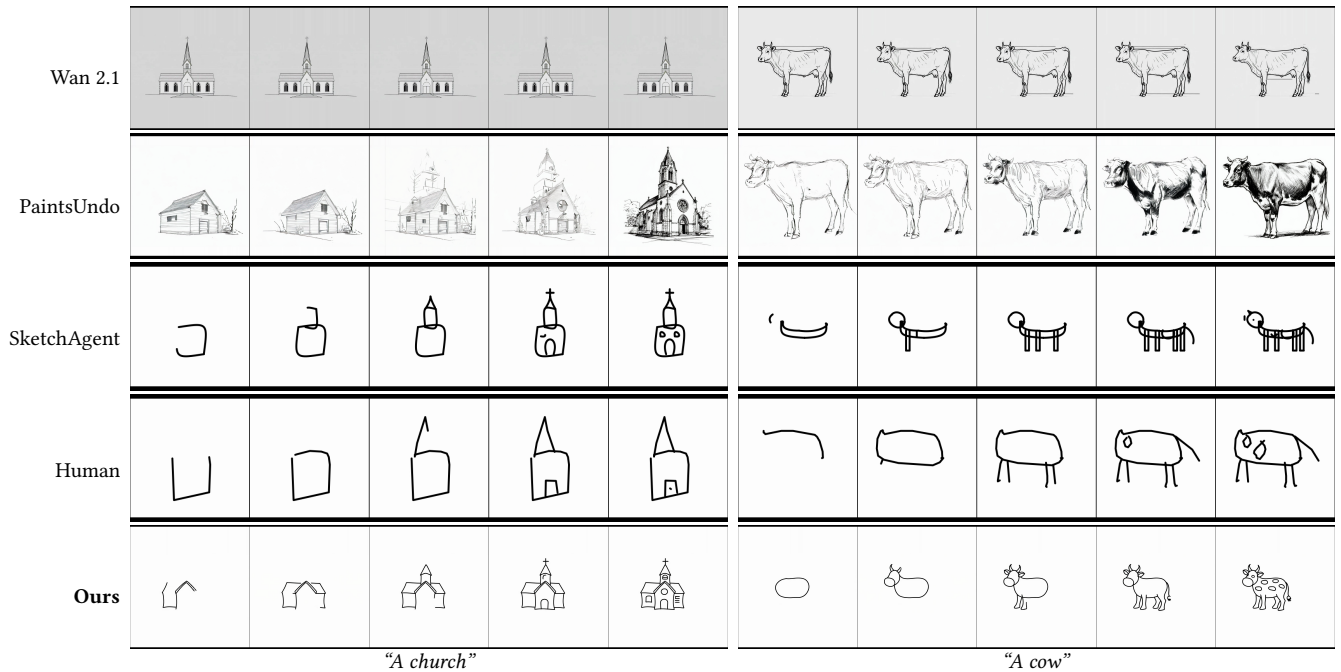 Wan 2.1
PaintsUndo
SketchAgent
Human
Ours
“A church”
“A cow”